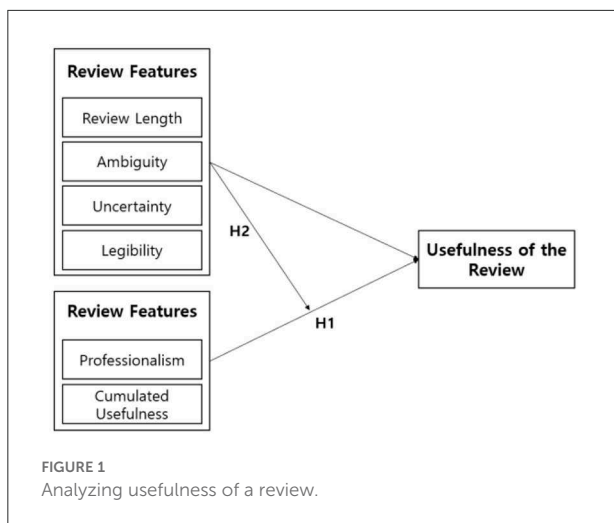 Review Features
Review Length
Ambiguity
Uncertainty
Legibility
H2
Usefulness of the
Review
Review Features
H1
Professionalism
Cumulated
Usefulness
FIGURE 1
Analyzing usefulness of a review.